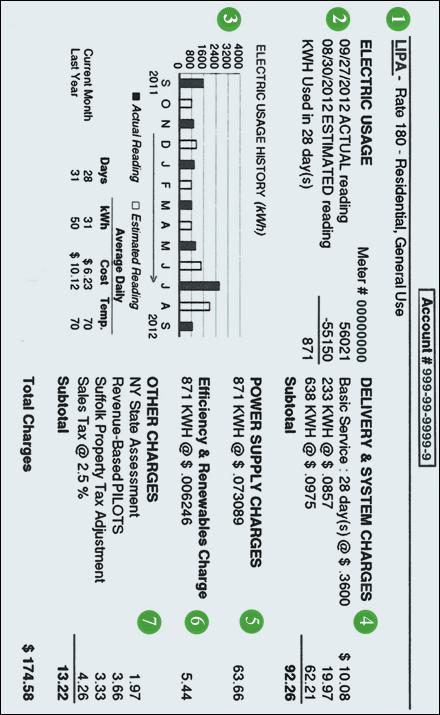 Account # 999-99-9999-9
1 LIPA - Rate 180 - Residential, General Use
2 ELECTRIC USAGE Meter # 00000000
09/27/2012 ACTUAL reading 56021
08/30/2012 ESTIMATED reading -55150
KWH Used in 28 day(s) 871
3 ELECTRIC USAGE HISTORY (kWh)
4000
3200
2400
1600
800
0
S O N D J F M A M J J A S
2011 2012
■ Actual Reading □ Estimated Reading
Average Daily
Days kWh Cost Temp.
Current Month 28 31 $ 6.23 70
Last Year 31 50 $ 10.12 70
DELIVERY & SYSTEM CHARGES 4
Basic Service : 28 day(s) @ $ .3600 $ 10.08
233 KWH @ $ .0857 19.97
638 KWH @ $ .0975 62.21
Subtotal 92.26
POWER SUPPLY CHARGES 5
871 KWH @ $ .073089 63.66
Efficiency & Renewables Charge 6
871 KWH @ $ .006246 5.44
OTHER CHARGES 7
NY State Assessment 1.97
Revenue-Based PILOTS 3.66
Suffolk Property Tax Adjustment 3.33
Sales Tax @ 2.5 % 4.26
Subtotal 13.22
Total Charges $ 174.58